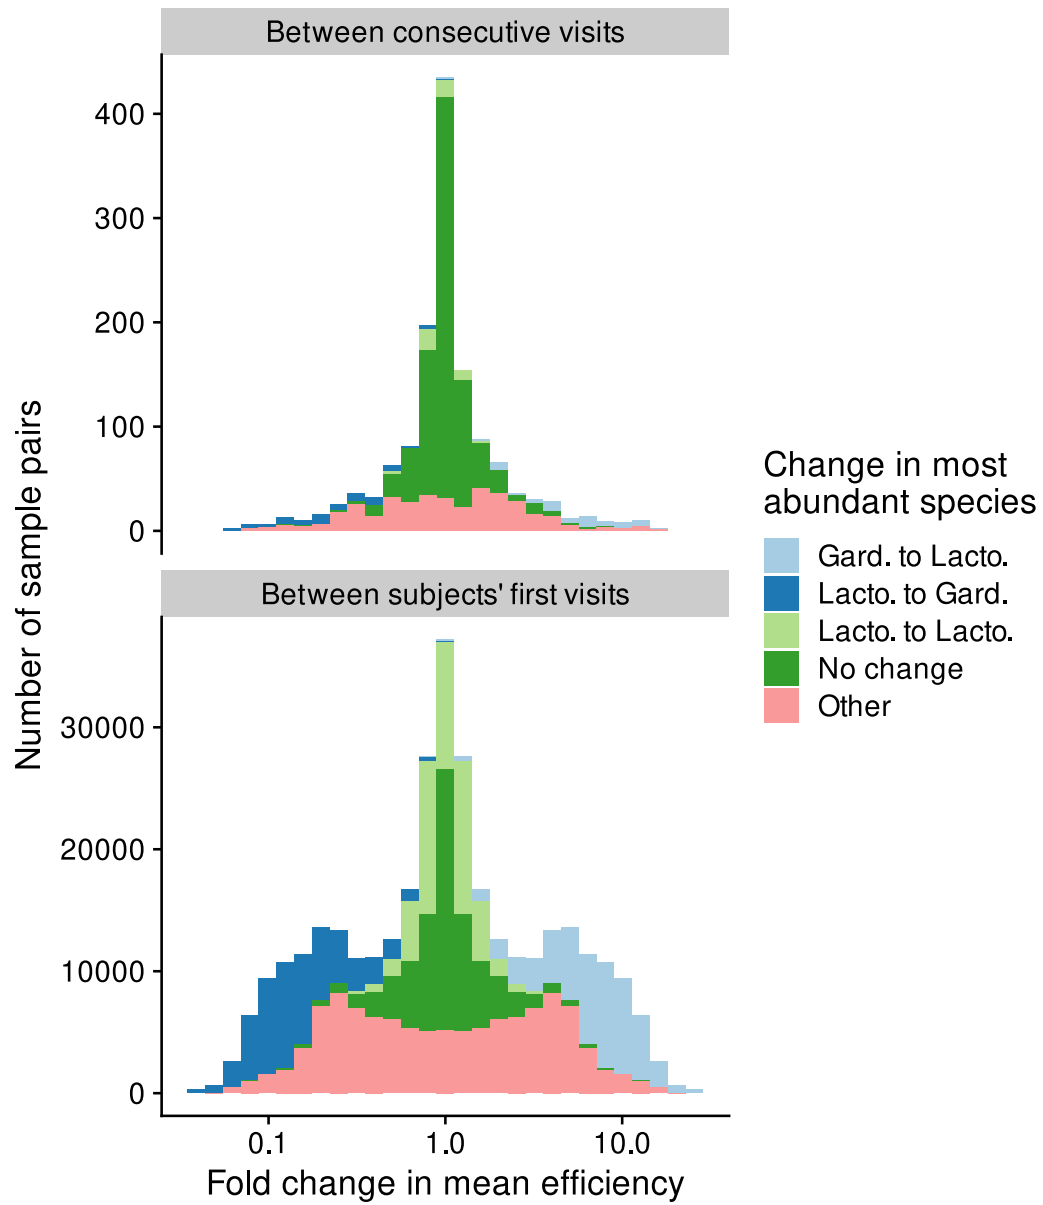 Between consecutive visits
400
300
200
100
0
Number of sample pairs
Between subjects' first visits
30000
20000
10000
0
0.1
1.0
10.0
Fold change in mean efficiency
Change in most
abundant species
Gard. to Lacto.
Lacto. to Gard.
Lacto. to Lacto.
No change
Other